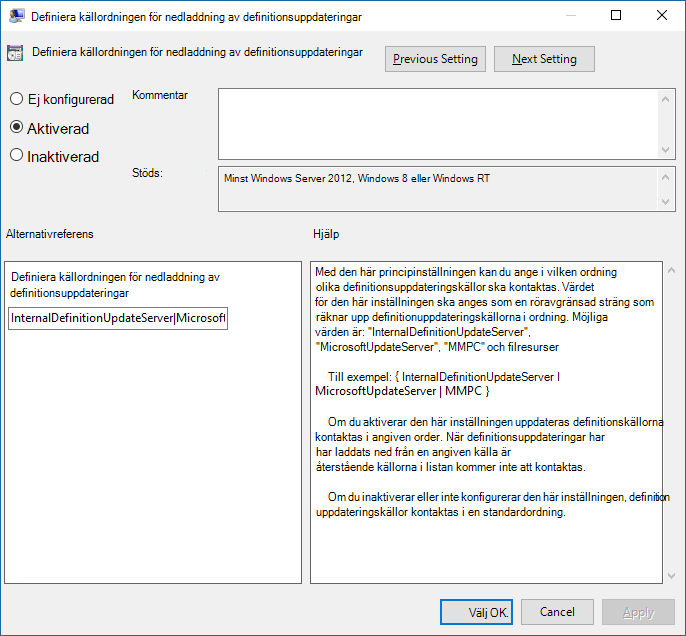 Definiera källordningen för nedladdning av definitionsuppdateringar
Definiera källordningen för nedladdning av definitionsuppdateringar
Previous Setting
Next Setting
Ej konfigurerad
Kommentar
Aktiverad
Inaktiverad
Stöds:
Minst Windows Server 2012, Windows 8 eller Windows RT
Alternativreferens
Hjälp
Definiera källordningen för nedladdning av
definitionsuppdateringar
InternalDefinitionUpdateServer|Microsoft
Med den här principinställningen kan du ange i vilken ordning
olika definitionsuppdateringskällor ska kontaktas. Värdet
för den här inställningen ska anges som en röravgränsad sträng som
räknar upp definitionuppdateringskällorna i ordning. Möjliga
värden är: "InternalDefinitionUpdateServer",
"MicrosoftUpdateServer", "MMPC" och filresurser
Till exempel: { InternalDefinitionUpdateServer |
MicrosoftUpdateServer | MMPC }
Om du aktiverar den här inställningen uppdateras definitionskällorna
kontaktas i angiven order. När definitionsuppdateringar har
har laddats ned från en angiven källa är
återstående källorna i listan kommer inte att kontaktas.
Om du inaktiverar eller inte konfigurerar den här inställningen, definition
uppdateringskällor kontaktas i en standardordning.
Välj OK.
Cancel
Apply